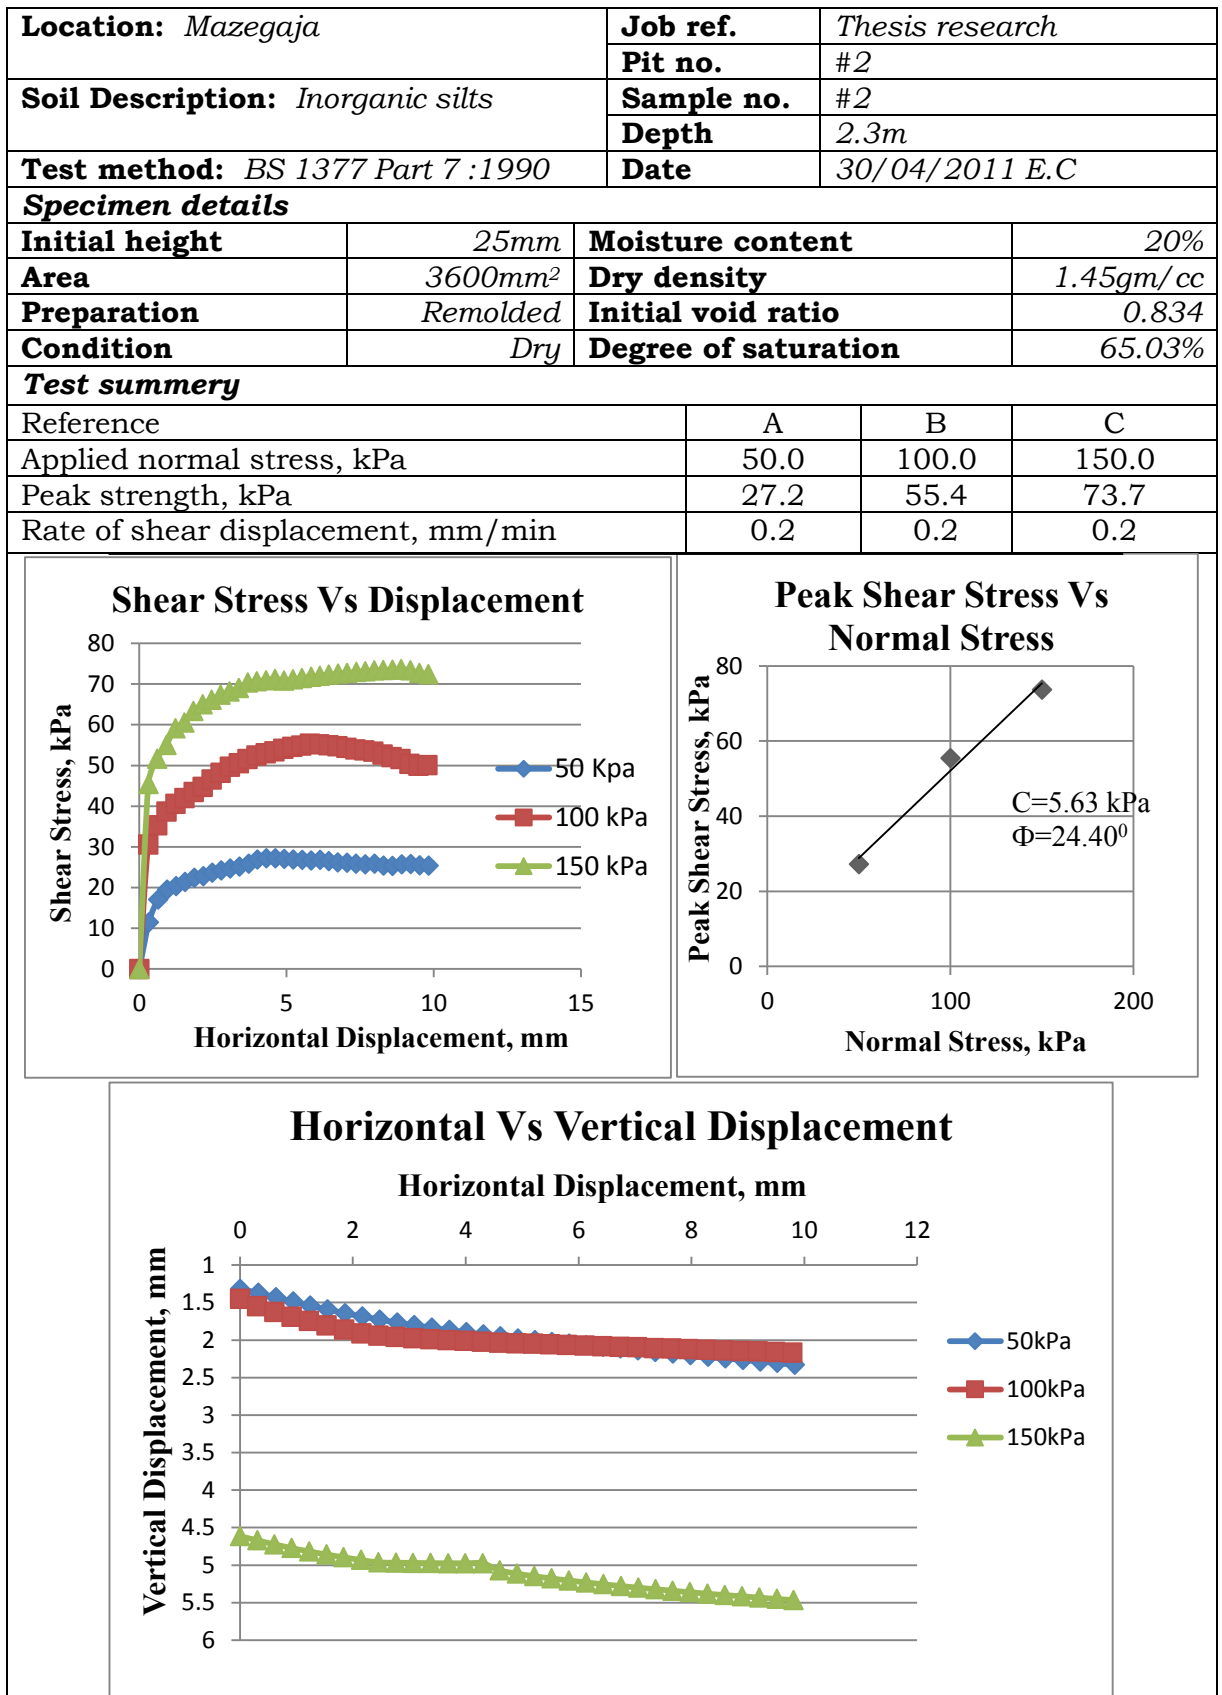 Location: Mazegaja
Job ref. Thesis research
Pit no. #2
Soil Description: Inorganic silts
Sample no. #2
Depth 2.3m
Test method: BS 1377 Part 7 :1990
Date 30/04/2011 E.C
Specimen details
Initial height 25mm Moisture content 20%
Area 3600mm² Dry density 1.45gm/cc
Preparation Remolded Initial void ratio 0.834
Condition Dry Degree of saturation 65.03%
Test summery
Reference A B C
Applied normal stress, kPa 50.0 100.0 150.0
Peak strength, kPa 27.2 55.4 73.7
Rate of shear displacement, mm/min 0.2 0.2 0.2
Shear Stress Vs Displacement
Shear Stress, kPa
80
70
60
50
40
30
20
10
0
0 5 10 15
Horizontal Displacement, mm
50 Kpa
100 kPa
150 kPa
Peak Shear Stress Vs
Normal Stress
Peak Shear Stress, kPa
80
60
40
20
0
C=5.63 kPa
Φ=24.40⁰
0 100 200
Normal Stress, kPa
Horizontal Vs Vertical Displacement
Horizontal Displacement, mm
0 2 4 6 8 10 12
Vertical Displacement, mm
1
1.5
2
2.5
3
3.5
4
4.5
5
5.5
6
50kPa
100kPa
150kPa